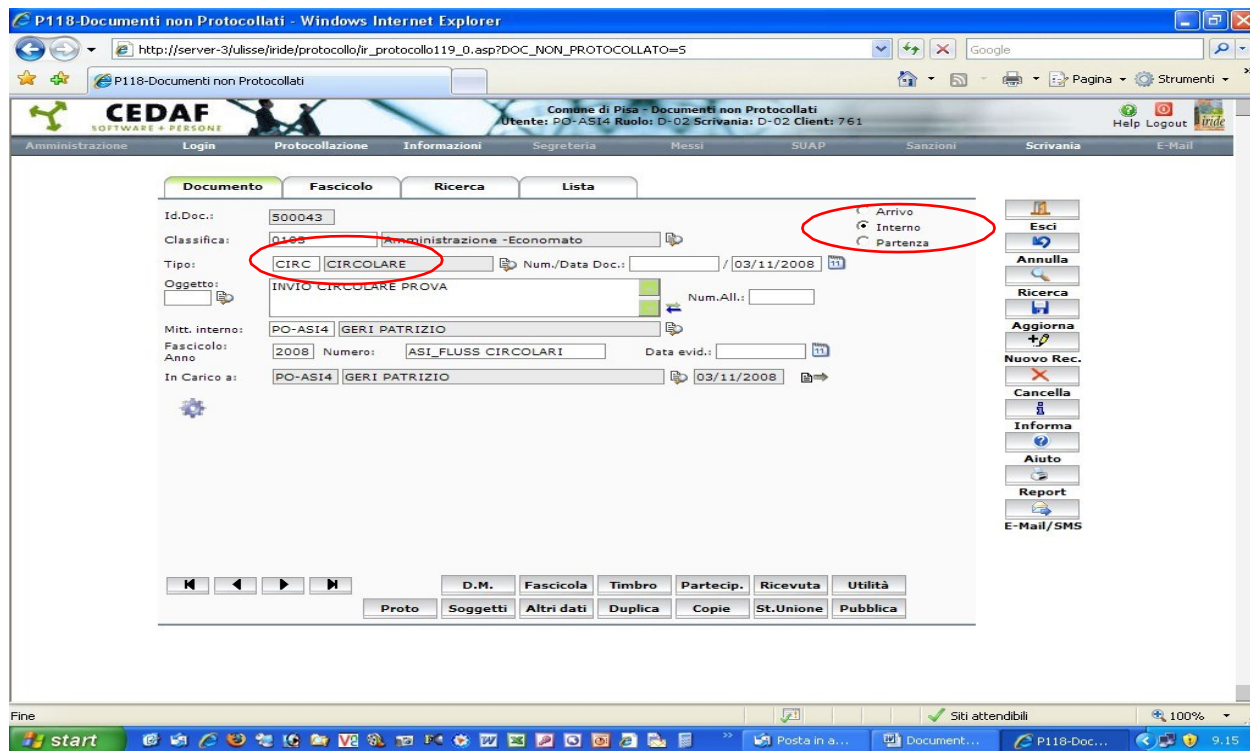 P118-Documenti non Protocollati - Windows Internet Explorer
http://server-3/ulisse/iride/protocollo/ir_protocollo119_0.asp?DOC_NON_PROTOCOLLATO=S
Google
P118-Documenti non Protocollati
Pagina
Strumenti
CEDAF
SOFTWARE + PERSONE
Comune di Pisa - Documenti non Protocollati
Utente: PO-ASI4 Ruolo: D-02 Scrivania: D-02 Client: 761
Help Logout iride
Amministrazione Login Protocollazione Informazioni Segreteria Messi SUAP Sanzioni Scrivania E-Mail
Documento Fascicolo Ricerca Lista
Id.Doc.: 500043
Arrivo
Interno
Partenza
Classifica: Amministrazione -Economato
Tipo: CIRC CIRCOLARE Num./Data Doc.: / 03/11/2008 11
Oggetto: INVIO CIRCOLARE PROVA
Num.All.:
Mitt. interno: PO-ASI4 GERI PATRIZIO
Fascicolo:
Anno 2008 Numero: ASI_FLUSS CIRCOLARI Data evid.: 11
In Carico a: PO-ASI4 GERI PATRIZIO 03/11/2008
Esci
Annulla
Ricerca
Aggiorna
Nuovo Rec.
Cancella
Informa
Aiuto
Report
E-Mail/SMS
D.M. Fascicola Timbro Partecip. Ricevuta Utilità
Proto Soggetti Altri dati Duplica Copie St.Unione Pubblica
Fine
Siti attendibili
100%
start
Posta in a...
Document...
P118-Doc...
9.15